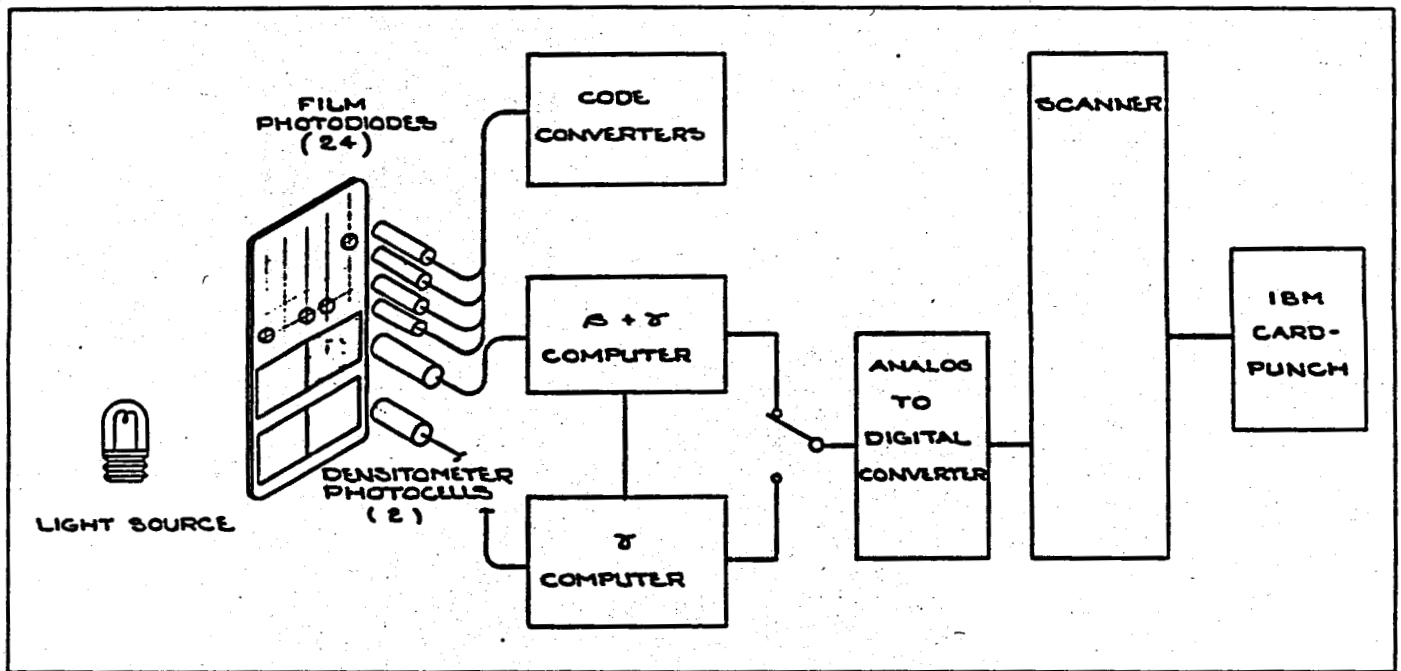 FILM
PHOTODIODES
(24)
CODE
CONVERTERS
SCANNER
β + γ
COMPUTER
ANALOG
TO
DIGITAL
CONVERTER
IBM
CARD-
PUNCH
DENSITOMETER
PHOTOCELLS
(2)
LIGHT SOURCE
γ
COMPUTER